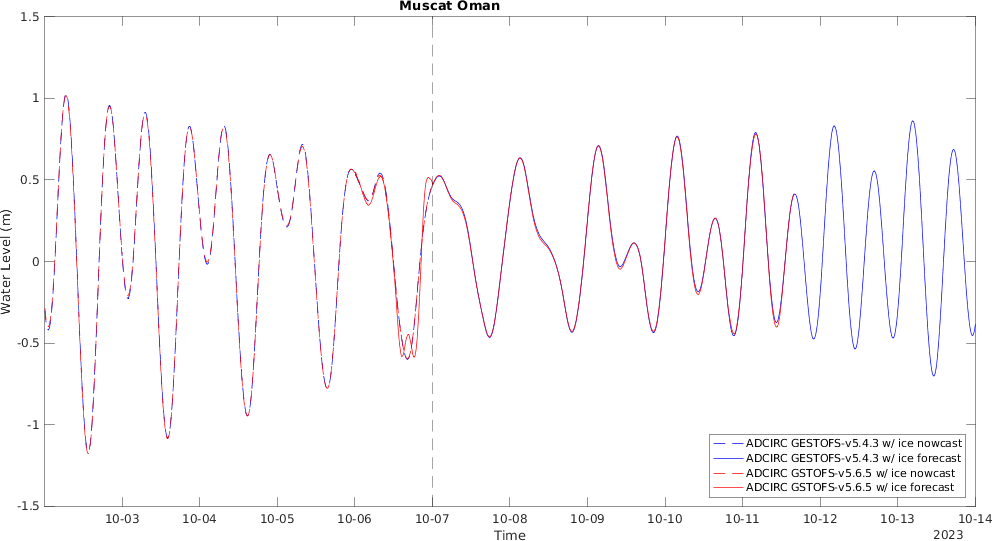 Muscat Oman
Water Level (m)
1.5
1
0.5
0
-0.5
-1
-1.5
10-03 10-04 10-05 10-06 10-07 10-08 10-09 10-10 10-11 10-12 10-13 10-14
Time
2023
ADCIRC GESTOFS-v5.4.3 w/ ice nowcast
ADCIRC GESTOFS-v5.4.3 w/ ice forecast
ADCIRC GSTOFS-v5.6.5 w/ ice nowcast
ADCIRC GSTOFS-v5.6.5 w/ ice forecast